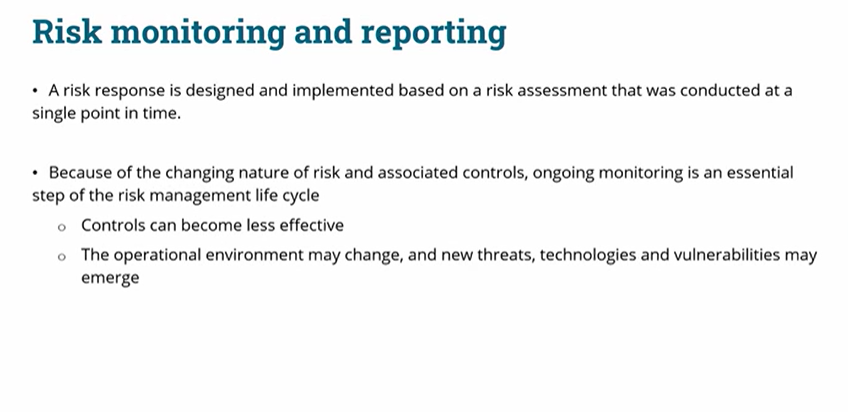 Risk monitoring and reporting
• A risk response is designed and implemented based on a risk assessment that was conducted at a
single point in time.
• Because of the changing nature of risk and associated controls, ongoing monitoring is an essential
step of the risk management life cycle
o Controls can become less effective
o The operational environment may change, and new threats, technologies and vulnerabilities may
emerge